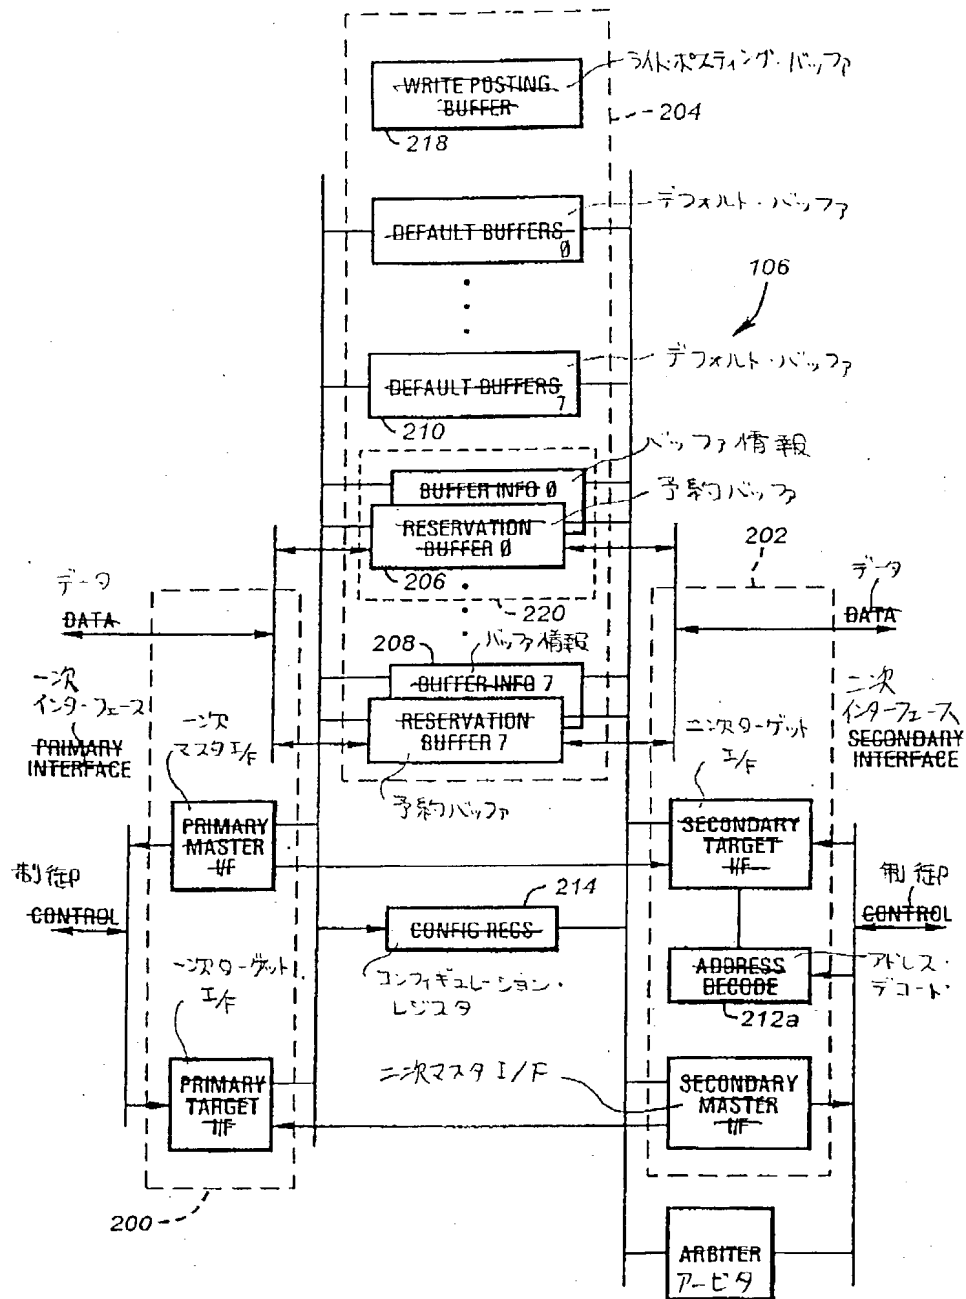 ライト・ポスティング・バッファ
WRITE POSTING
BUFFER
204
218
デフォルト・バッファ
DEFAULT BUFFERS
0
106
デフォルト・バッファ
DEFAULT BUFFERS
7
210
バッファ情報
BUFFER INFO 0
予約バッファ
RESERVATION
BUFFER 0
202
206
220
データ
DATA
データ
DATA
208
バッファ情報
BUFFER INFO 7
RESERVATION
BUFFER 7
予約バッファ
一次
インターフェース
PRIMARY
INTERFACE
一次
マスタI/F
二次ターゲット
I/F
二次
インターフェース
SECONDARY
INTERFACE
PRIMARY
MASTER
I/F
SECONDARY
TARGET
I/F
制御
CONTROL
制御
CONTROL
214
CONFIG REGS
コンフィギュレーション・
レジスタ
ADDRESS
DECODE
アドレス・
デコード
212a
一次ターゲット
I/F
PRIMARY
TARGET
I/F
二次マスタ I/F
SECONDARY
MASTER
I/F
200
ARBITER
アービタ